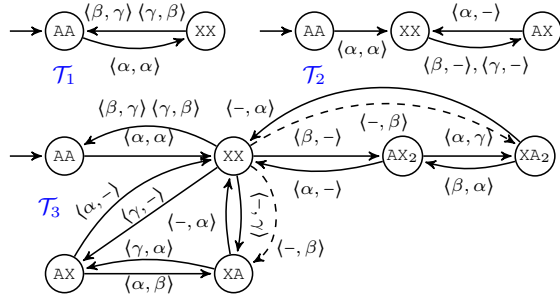 ⟨β, γ⟩ ⟨γ, β⟩
AA XX
⟨α, α⟩
𝒯₁
⟨α, −⟩
AA XX AX
⟨α, α⟩
⟨β, −⟩, ⟨γ, −⟩
𝒯₂
⟨β, γ⟩ ⟨γ, β⟩
⟨−, α⟩
⟨−, β⟩
⟨α, α⟩
⟨β, −⟩
⟨α, γ⟩
AA XX AX₂ XA₂
⟨α, −⟩
⟨β, α⟩
𝒯₃
⟨α, −⟩
⟨γ, −⟩
⟨−, α⟩
⟨−, γ⟩
⟨−, β⟩
⟨γ, α⟩
AX XA
⟨α, β⟩